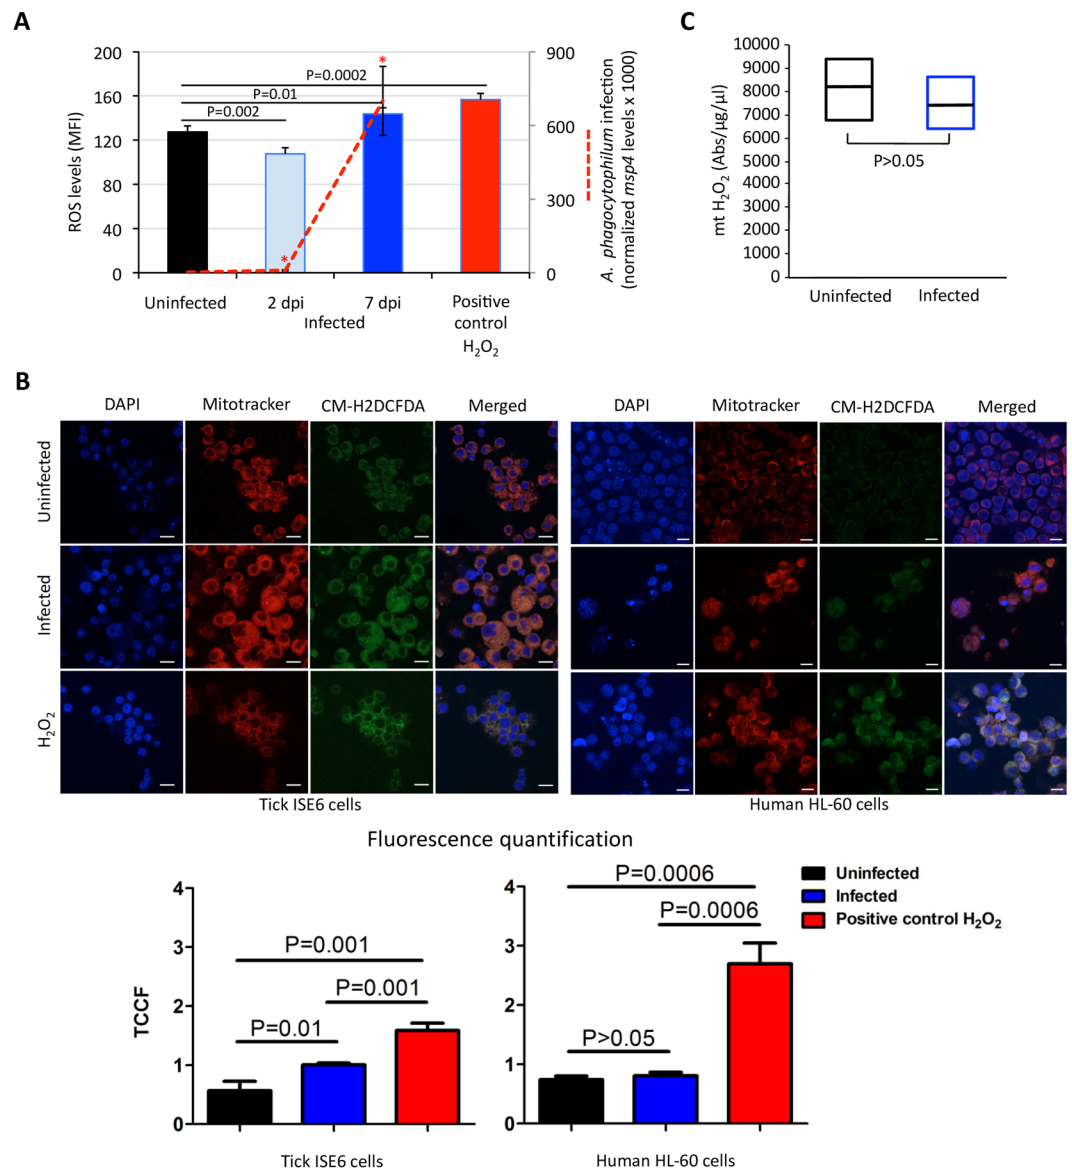 A
200
160
120
80
40
0
ROS levels (MFI)
P=0.0002
P=0.01
P=0.002
*
*
900
600
300
0
A. phagocytophilum infection
(normalized msp4 levels x 1000)
Uninfected
2 dpi
7 dpi
Infected
Positive
control
H₂O₂
C
10000
9000
8000
7000
6000
5000
4000
3000
2000
1000
0
mt H₂O₂ (Abs/µg/µl)
P>0.05
Uninfected
Infected
B
DAPI
Mitotracker
CM-H2DCFDA
Merged
DAPI
Mitotracker
CM-H2DCFDA
Merged
Uninfected
Infected
H₂O₂
Tick ISE6 cells
Human HL-60 cells
Fluorescence quantification
4
3
2
1
0
TCCF
P=0.001
P=0.001
P=0.01
Tick ISE6 cells
4
3
2
1
0
P=0.0006
P=0.0006
P>0.05
Human HL-60 cells
Uninfected
Infected
Positive control H₂O₂